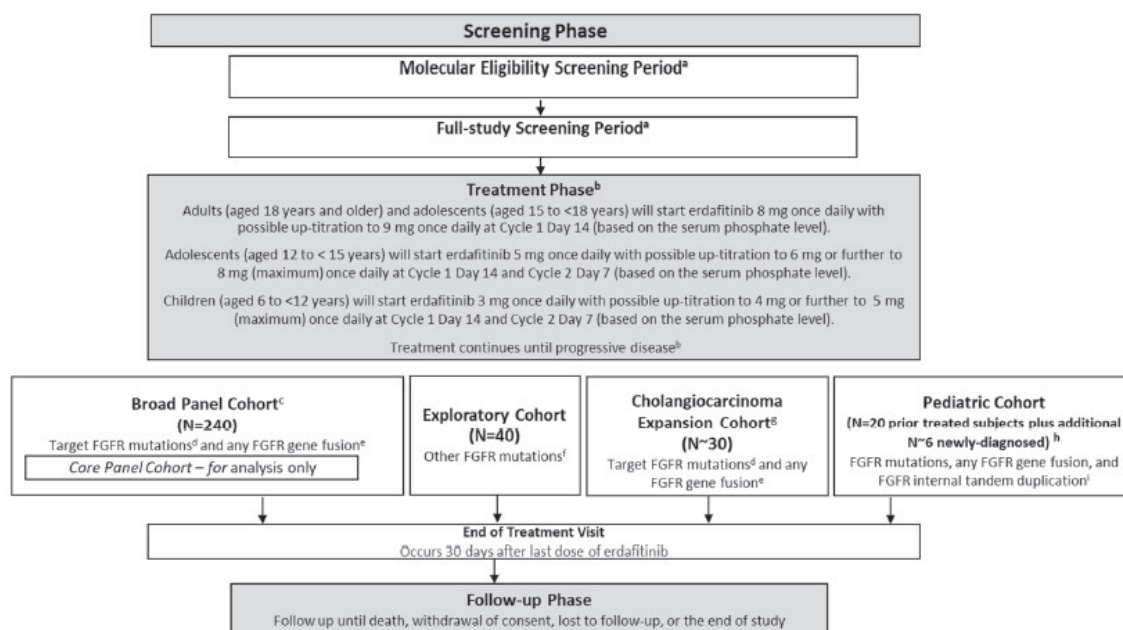 Screening Phase
Molecular Eligibility Screening Periodᵃ
Full-study Screening Periodᵃ
Treatment Phaseᵇ
Adults (aged 18 years and older) and adolescents (aged 15 to <18 years) will start erdafitinib 8 mg once daily with
possible up-titration to 9 mg once daily at Cycle 1 Day 14 (based on the serum phosphate level).
Adolescents (aged 12 to < 15 years) will start erdafitinib 5 mg once daily with possible up-titration to 6 mg or further to
8 mg (maximum) once daily at Cycle 1 Day 14 and Cycle 2 Day 7 (based on the serum phosphate level).
Children (aged 6 to <12 years) will start erdafitinib 3 mg once daily with possible up-titration to 4 mg or further to 5 mg
(maximum) once daily at Cycle 1 Day 14 and Cycle 2 Day 7 (based on the serum phosphate level).
Treatment continues until progressive diseaseᵇ
Broad Panel Cohortᶜ
(N=240)
Target FGFR mutationsᵈ and any FGFR gene fusionᵉ
Core Panel Cohort – for analysis only
Exploratory Cohort
(N=40)
Other FGFR mutationsᶠ
Cholangiocarcinoma
Expansion Cohortᵍ
(N~30)
Target FGFR mutationsᵈ and any
FGFR gene fusionᵉ
Pediatric Cohort
(N=20 prior treated subjects plus additional
N~6 newly-diagnosed) ʰ
FGFR mutations, any FGFR gene fusion, and
FGFR internal tandem duplicationⁱ
End of Treatment Visit
Occurs 30 days after last dose of erdafitinib
Follow-up Phase
Follow up until death, withdrawal of consent, lost to follow-up, or the end of study